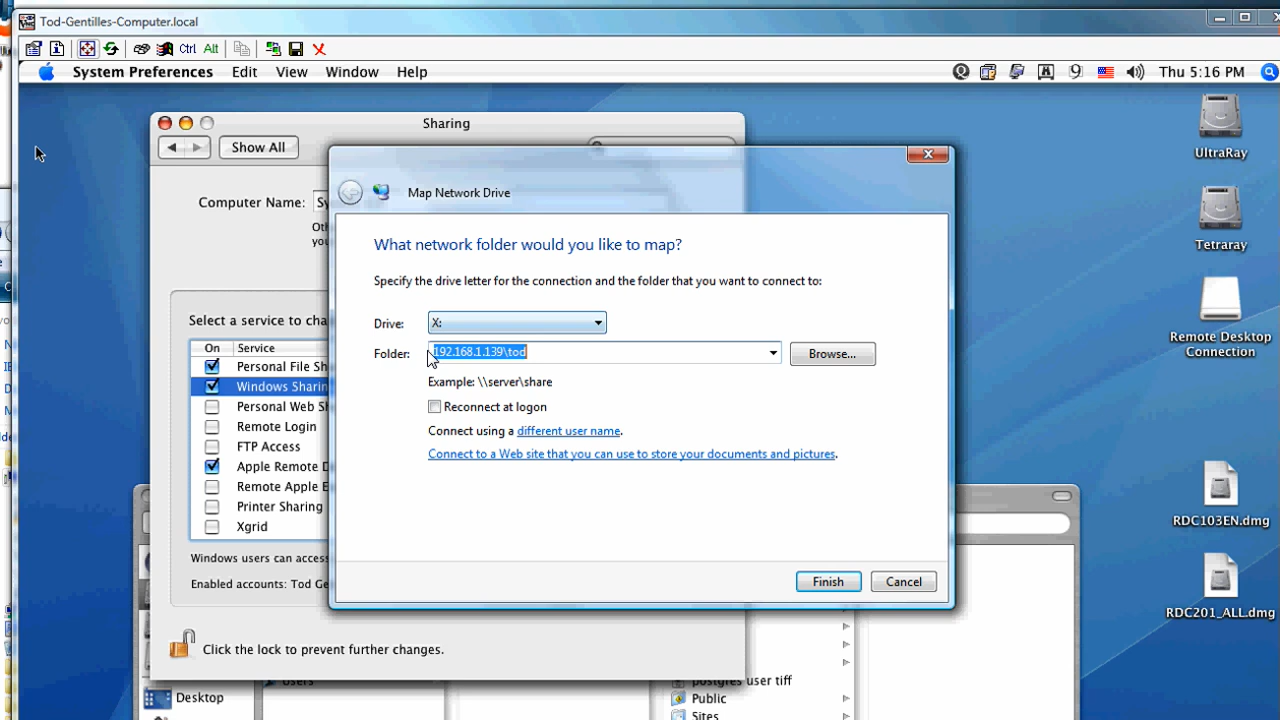 Tod-Gentilles-Computer.local
Ctrl Alt
System Preferences Edit View Window Help
9 Thu 5:16 PM
Sharing
Show All
Map Network Drive
Computer Name:
What network folder would you like to map?
Specify the drive letter for the connection and the folder that you want to connect to:
Select a service to cha
Drive: X:
Folder: 192.168.1.139\tod Browse...
Example: \\server\share
Reconnect at logon
Connect using a different user name.
Connect to a Web site that you can use to store your documents and pictures.
On Service
Personal File Sh
Windows Sharin
Personal Web Sh
Remote Login
FTP Access
Apple Remote D
Remote Apple E
Printer Sharing
Xgrid
Windows users can access
Enabled accounts: Tod Ge
Finish Cancel
Click the lock to prevent further changes.
Desktop
Users
postgres user tiff
Public
Sites
UltraRay
Tetraray
Remote Desktop
Connection
RDC103EN.dmg
RDC201_ALL.dmg